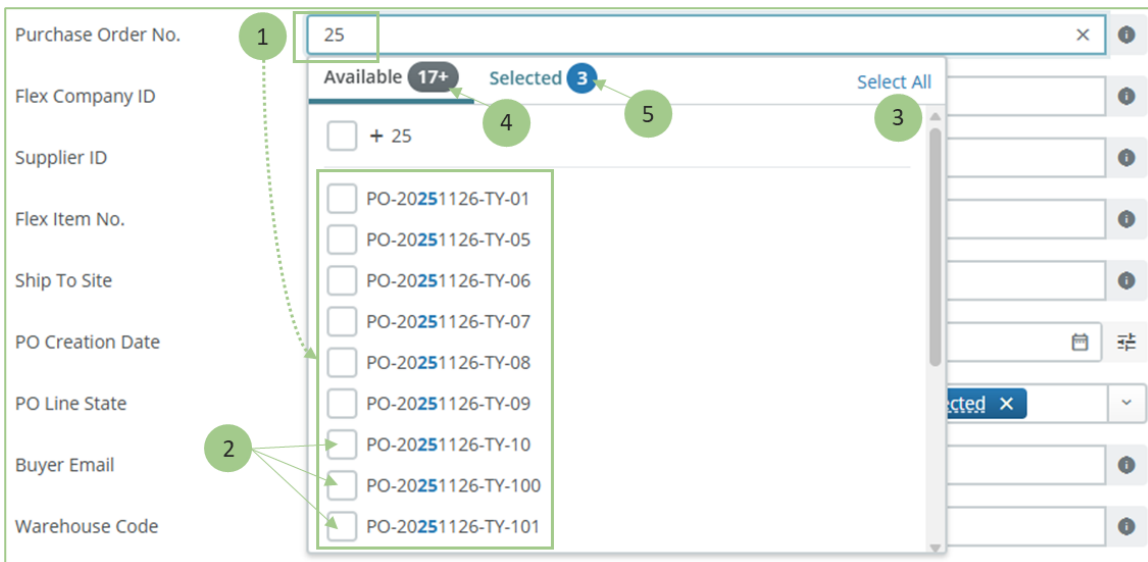 Purchase Order No. 1 25
Available 17+ Selected 3 Select All
Flex Company ID 4 5 3
+ 25
Supplier ID
PO-20251126-TY-01
Flex Item No.
PO-20251126-TY-05
Ship To Site PO-20251126-TY-06
PO-20251126-TY-07
PO Creation Date
PO-20251126-TY-08
PO Line State PO-20251126-TY-09 cted
2 PO-20251126-TY-10
Buyer Email
PO-20251126-TY-100
Warehouse Code PO-20251126-TY-101